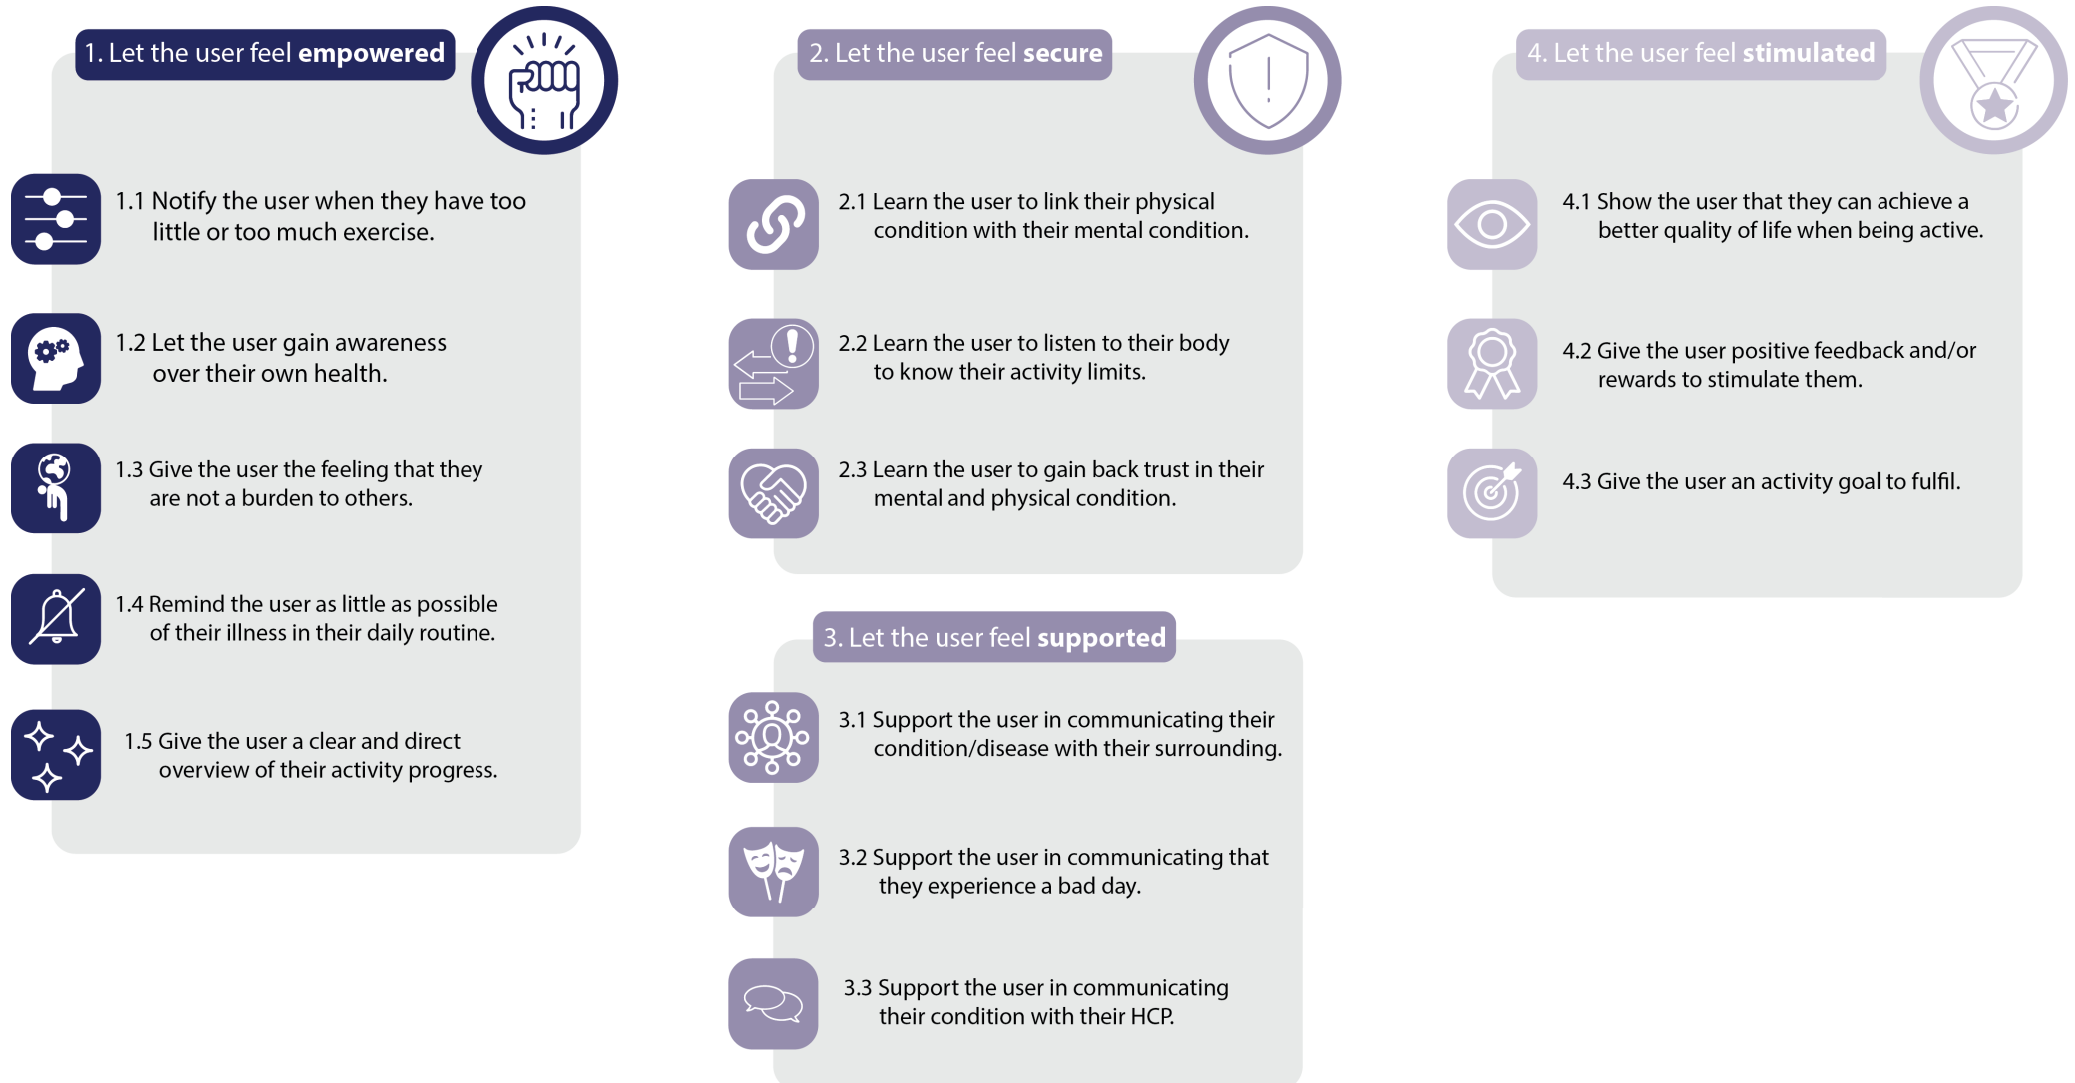 1. Let the user feel empowered
1.1 Notify the user when they have too
little or too much exercise.
1.2 Let the user gain awareness
over their own health.
1.3 Give the user the feeling that they
are not a burden to others.
1.4 Remind the user as little as possible
of their illness in their daily routine.
1.5 Give the user a clear and direct
overview of their activity progress.
2. Let the user feel secure
2.1 Learn the user to link their physical
condition with their mental condition.
2.2 Learn the user to listen to their body
to know their activity limits.
2.3 Learn the user to gain back trust in their
mental and physical condition.
3. Let the user feel supported
3.1 Support the user in communicating their
condition/disease with their surrounding.
3.2 Support the user in communicating that
they experience a bad day.
3.3 Support the user in communicating
their condition with their HCP.
4. Let the user feel stimulated
4.1 Show the user that they can achieve a
better quality of life when being active.
4.2 Give the user positive feedback and/or
rewards to stimulate them.
4.3 Give the user an activity goal to fulfil.